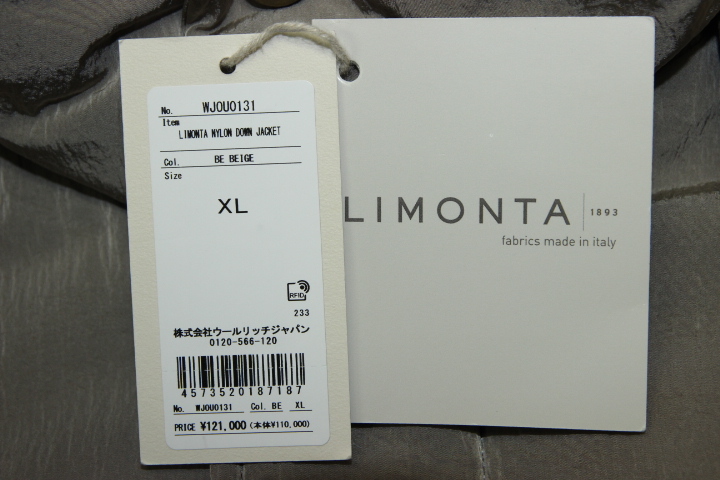 No. WJOU0131
Item
LIMONTA NYLON DOWN JACKET
Col. BE BEIGE
Size
XL
RFID
233
株式会社ウールリッチジャパン
0120-566-120
4573520187187
No. WJOU0131 Col. BE XL
PRICE ¥121,000 (本体¥110,000)
LIMONTA 1893
fabrics made in italy